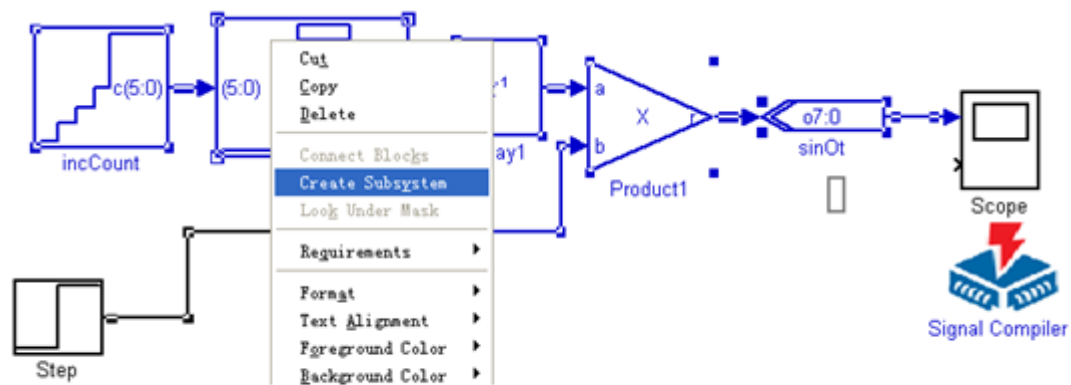 c(5:0)
(5:0)
incCount
Cut
Copy
Delete
Connect Blocks
Create Subsystem
Look Under Mask
Requirements
Format
Text Alignment
Foreground Color
Background Color
ay1
a
b
X
r
Product1
o7:0
sinOt
Scope
Signal Compiler
Step